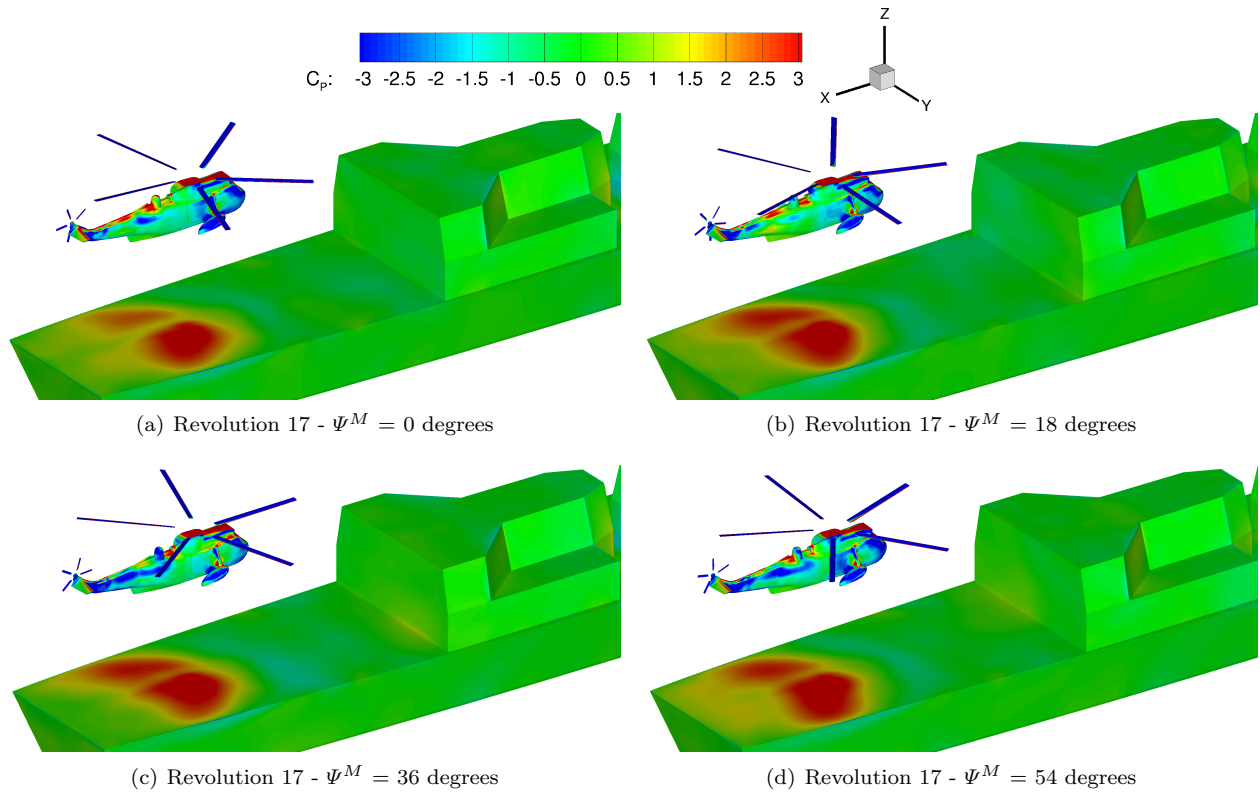 Z
X
Y
C_P: -3 -2.5 -2 -1.5 -1 -0.5 0 0.5 1 1.5 2 2.5 3
(a) Revolution 17 - Ψ^M = 0 degrees
(b) Revolution 17 - Ψ^M = 18 degrees
(c) Revolution 17 - Ψ^M = 36 degrees
(d) Revolution 17 - Ψ^M = 54 degrees